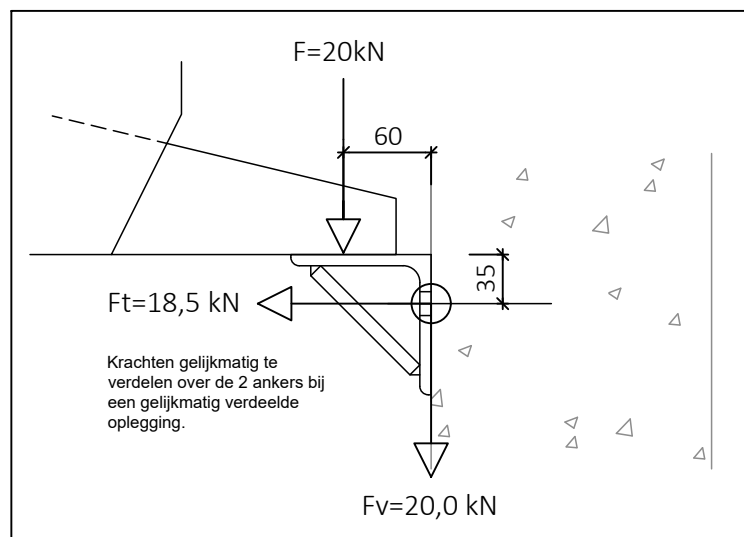 F=20kN
60
35
Ft=18,5 kN
Krachten gelijkmatig te
verdelen over de 2 ankers bij
een gelijkmatig verdeelde
oplegging.
Fv=20,0 kN